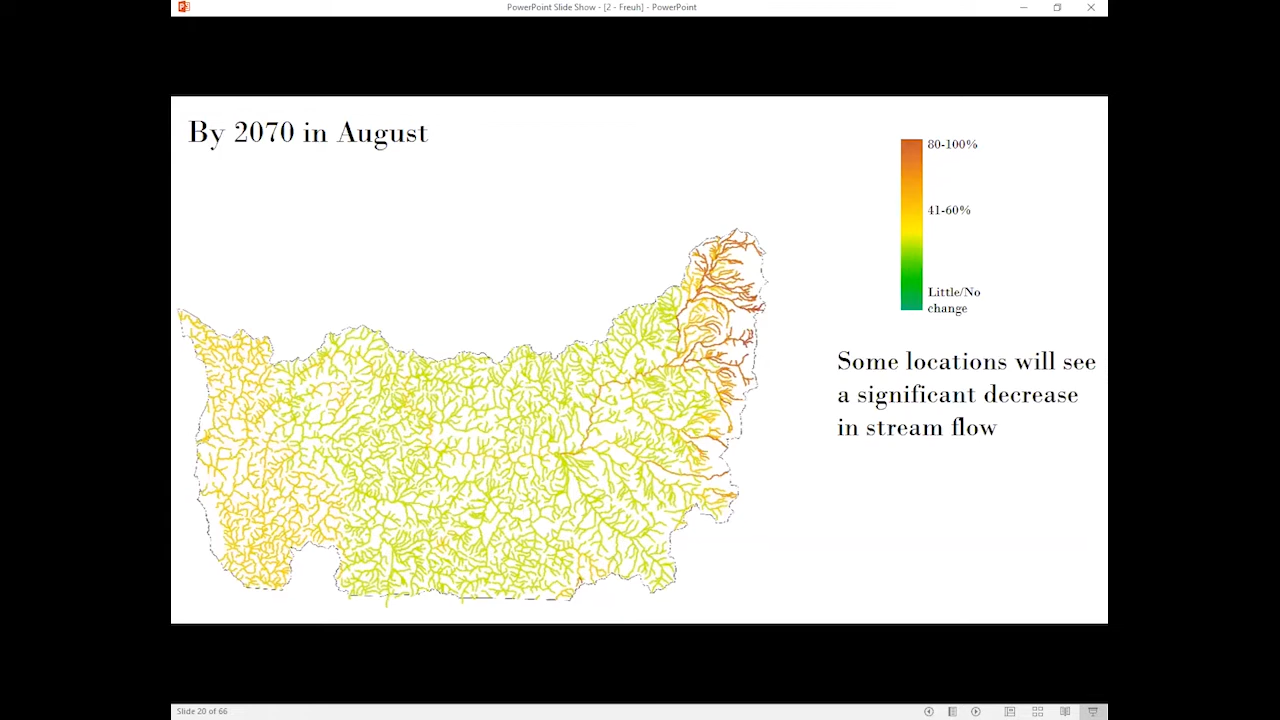 PowerPoint Slide Show - [2 - Freuh] - PowerPoint
By 2070 in August
80-100%
41-60%
Little/No
change
Some locations will see
a significant decrease
in stream flow
Slide 20 of 66